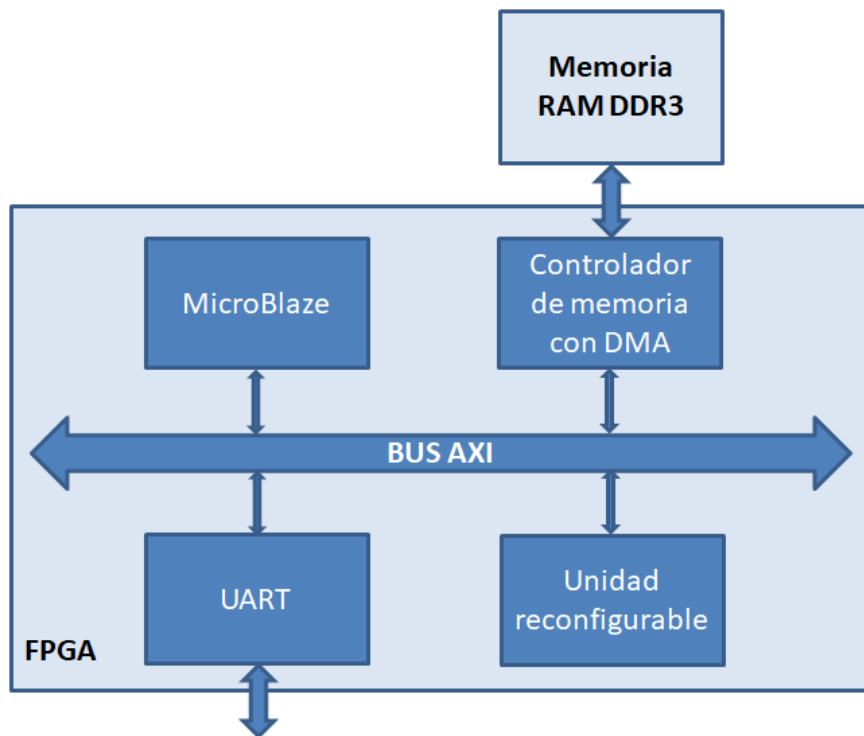 Memoria
RAM DDR3
MicroBlaze
Controlador
de memoria
con DMA
BUS AXI
UART
Unidad
reconfigurable
FPGA